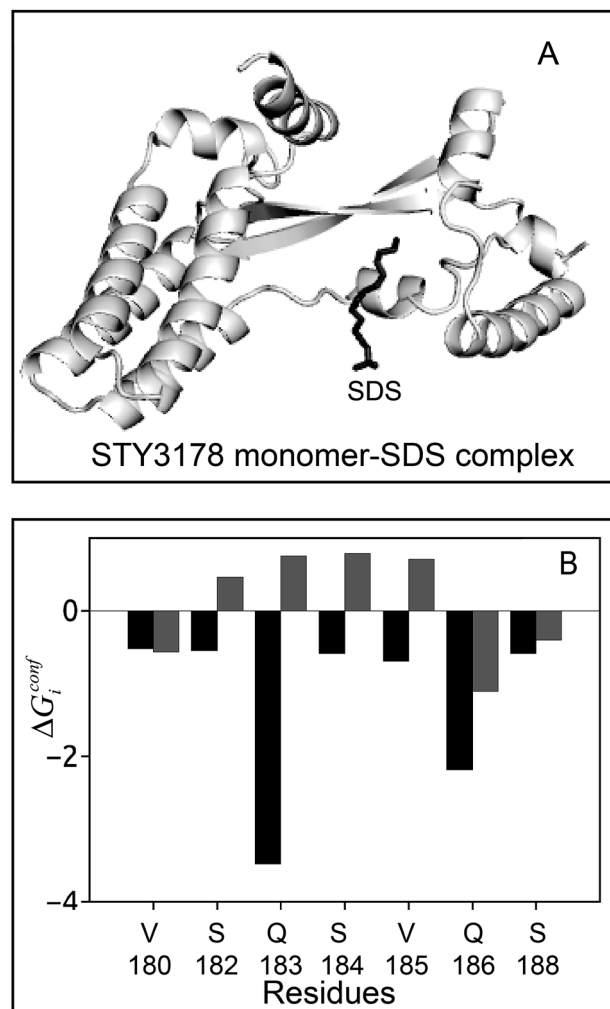 A
SDS
STY3178 monomer-SDS complex
B
ΔG_i^conf
0
−2
−4
V S Q S V Q S
180 182 183 184 185 186 188
Residues